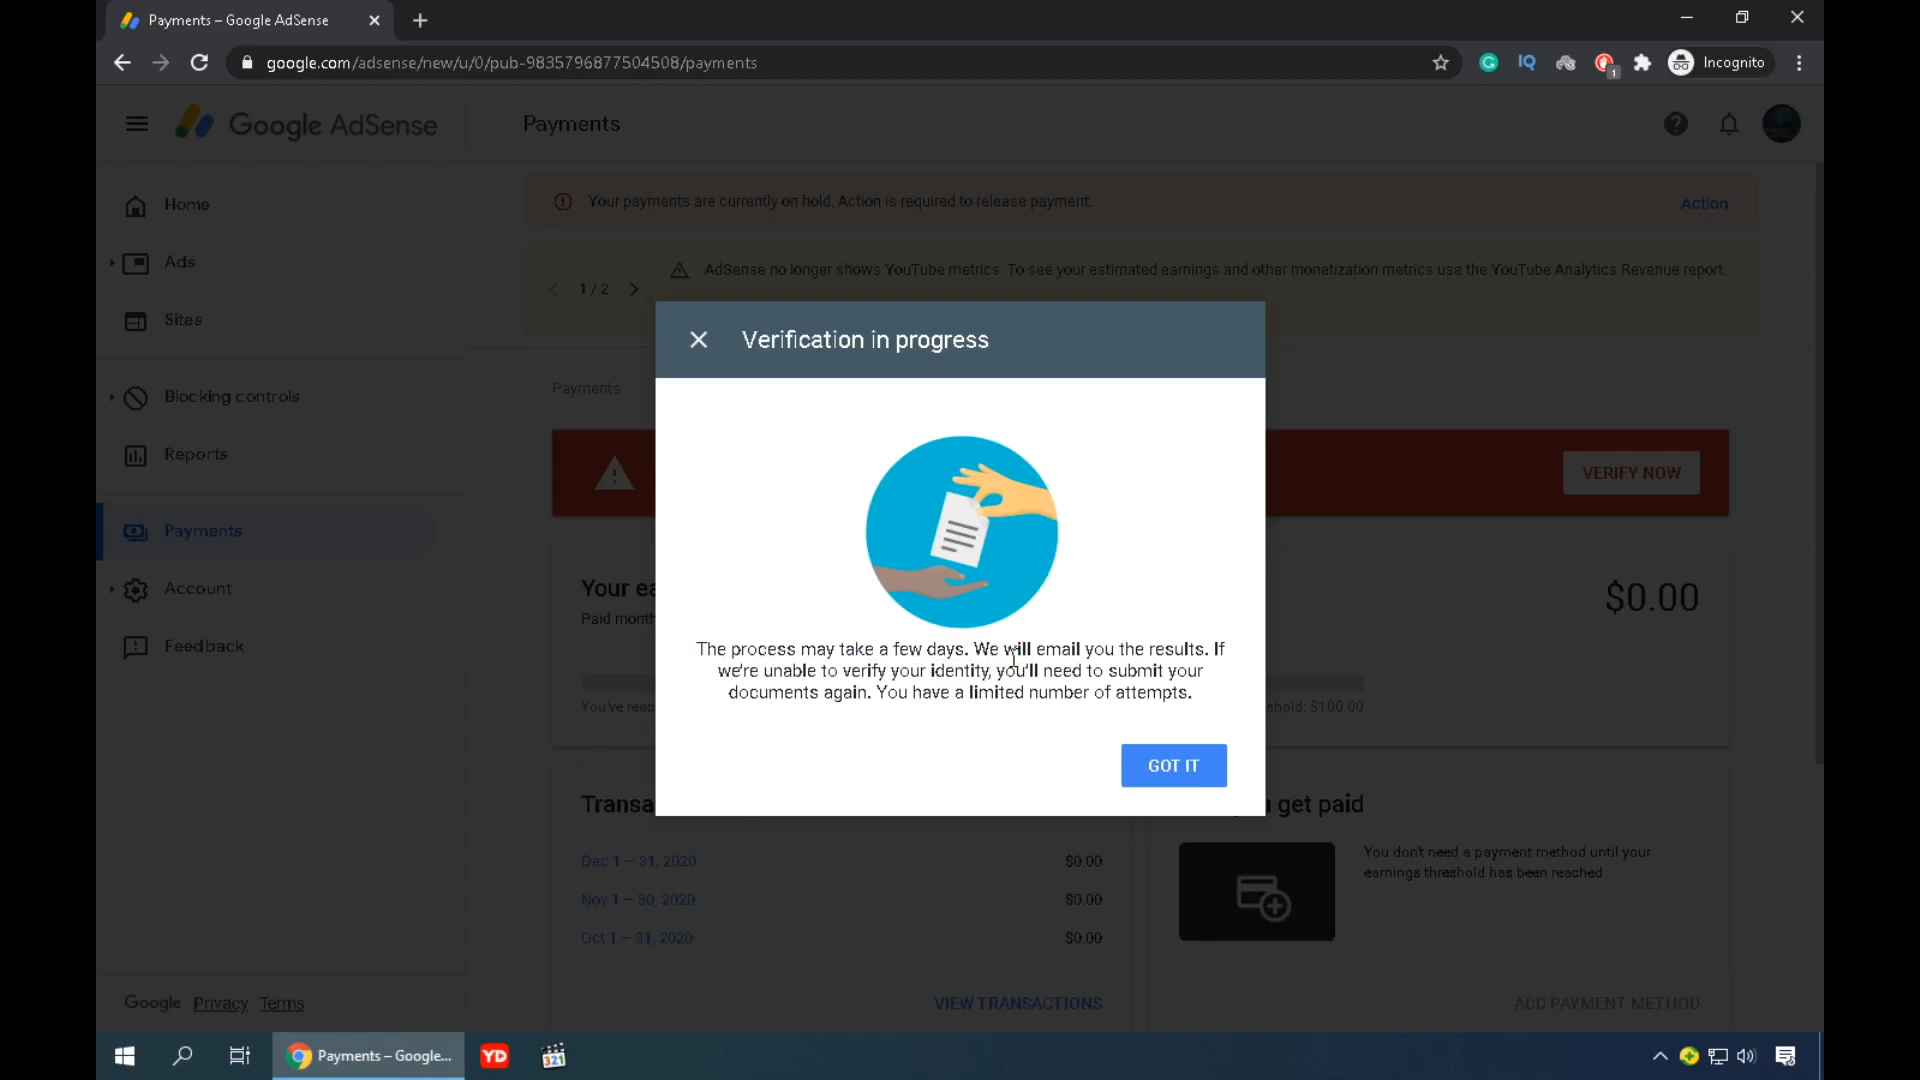 Payments – Google AdSense
google.com/adsense/new/u/0/pub-9835796877504508/payments
IQ
1
Incognito
Google AdSense
Payments
Home
Ads
Sites
Blocking controls
Reports
Payments
Account
Feedback
Google Privacy Terms
Your payments are currently on hold. Action is required to release payment.
Action
1 / 2
AdSense no longer shows YouTube metrics. To see your estimated earnings and other monetization metrics use the YouTube Analytics Revenue report.
Payments
VERIFY NOW
Verification in progress
The process may take a few days. We will email you the results. If
we're unable to verify your identity, you'll need to submit your
documents again. You have a limited number of attempts.
GOT IT
Your
$0.00
Paid
You've
$100.00
get paid
Dec 1 – 31, 2020 $0.00
Nov 1 – 30, 2020 $0.00
Oct 1 – 31, 2020 $0.00
VIEW TRANSACTIONS
You don't need a payment method until your
earnings threshold has been reached
ADD PAYMENT METHOD
Payments – Google...
YD
321